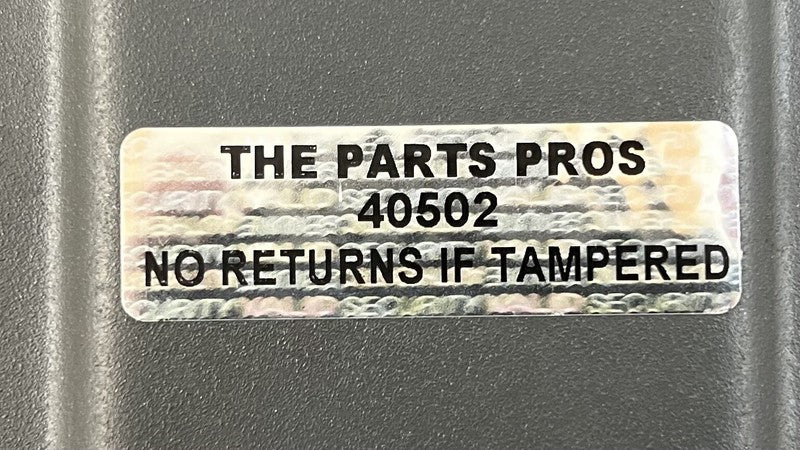 THE PARTS PROS
40502
NO RETURNS IF TAMPERED